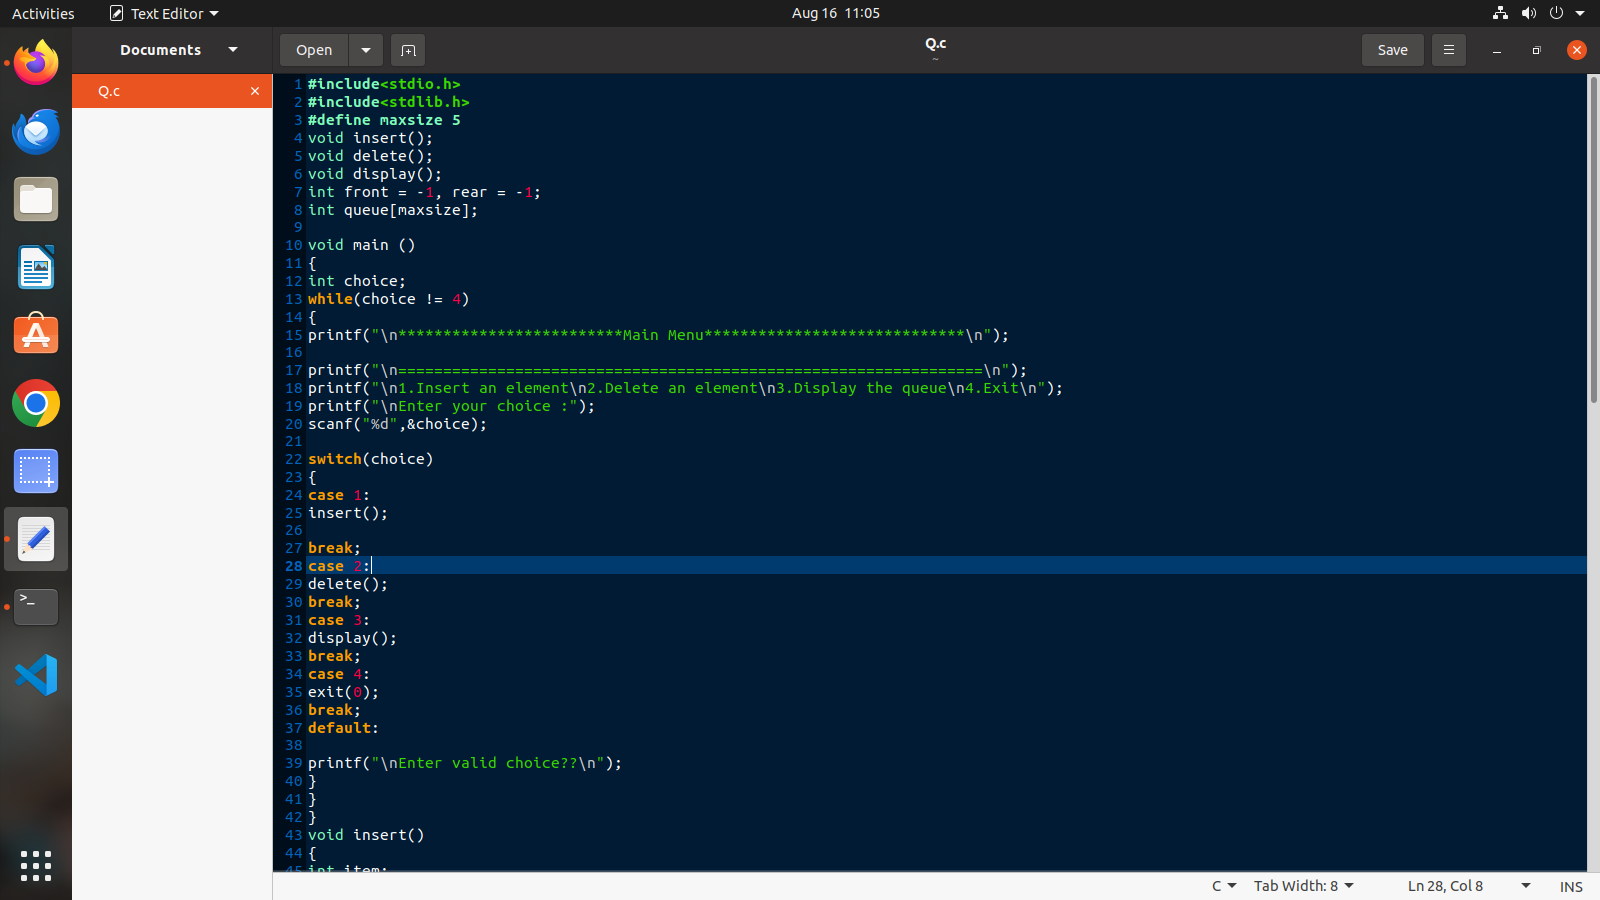 Activities Text Editor Aug 16 11:05
Documents Open Q.c Save
~
Q.c
1 #include<stdio.h>
2 #include<stdlib.h>
3 #define maxsize 5
4 void insert();
5 void delete();
6 void display();
7 int front = -1, rear = -1;
8 int queue[maxsize];
9
10 void main ()
11 {
12 int choice;
13 while(choice != 4)
14 {
15 printf("\n*************************Main Menu*****************************\n");
16
17 printf("\n=================================================================\n");
18 printf("\n1.Insert an element\n2.Delete an element\n3.Display the queue\n4.Exit\n");
19 printf("\nEnter your choice :");
20 scanf("%d",&choice);
21
22 switch(choice)
23 {
24 case 1:
25 insert();
26
27 break;
28 case 2:
29 delete();
30 break;
31 case 3:
32 display();
33 break;
34 case 4:
35 exit(0);
36 break;
37 default:
38
39 printf("\nEnter valid choice??\n");
40 }
41 }
42 }
43 void insert()
44 {
45 int item;
C Tab Width: 8 Ln 28, Col 8 INS